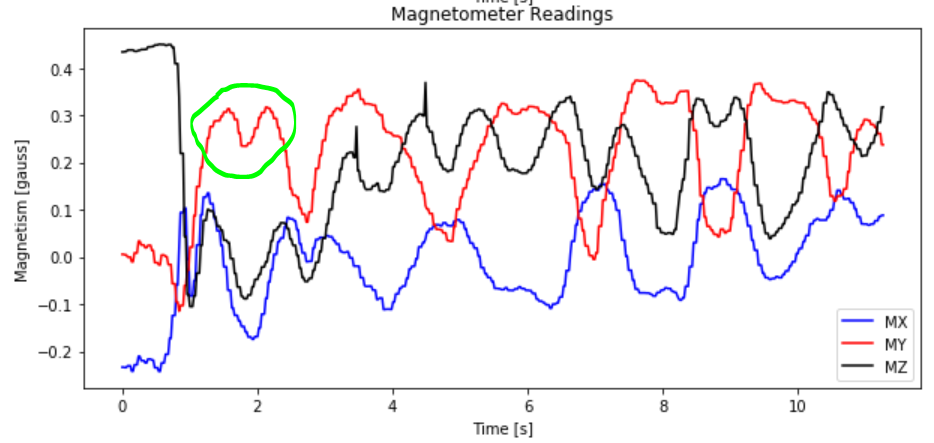 Time [s]
Magnetometer Readings
Magnetism [gauss]
0.4
0.3
0.2
0.1
0.0
−0.1
−0.2
0 2 4 6 8 10
Time [s]
MX
MY
MZ